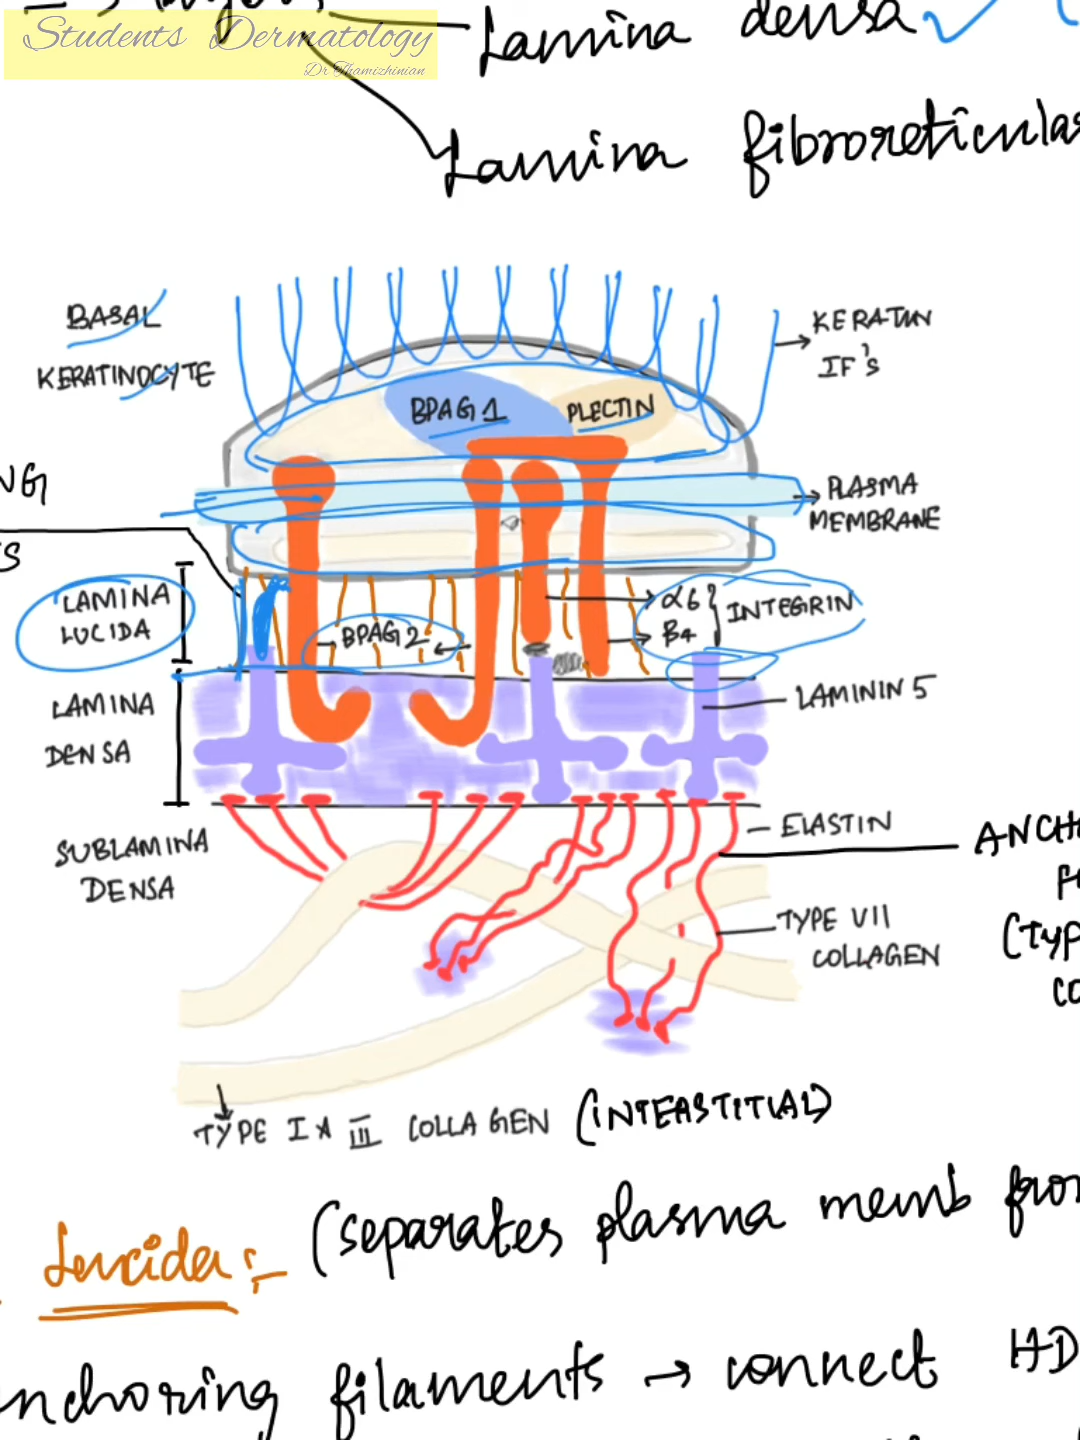 Students Dermatology
Dr Thamizhinian
Lamina densa
Lamina fibroreticular
BASAL
KERATINOCYTE
KERATIN
IF's
BPAG1
PLECTIN
PLASMA
MEMBRANE
LAMINA
LUCIDA
BPAG2
α6
β4
INTEGRIN
LAMININ 5
LAMINA
DENSA
SUBLAMINA
DENSA
ELASTIN
TYPE VII
COLLAGEN
TYPE I & III COLLAGEN (INTERSTITIAL)
Lucida :-
(separates plasma memb from
anchoring filaments → connect HD